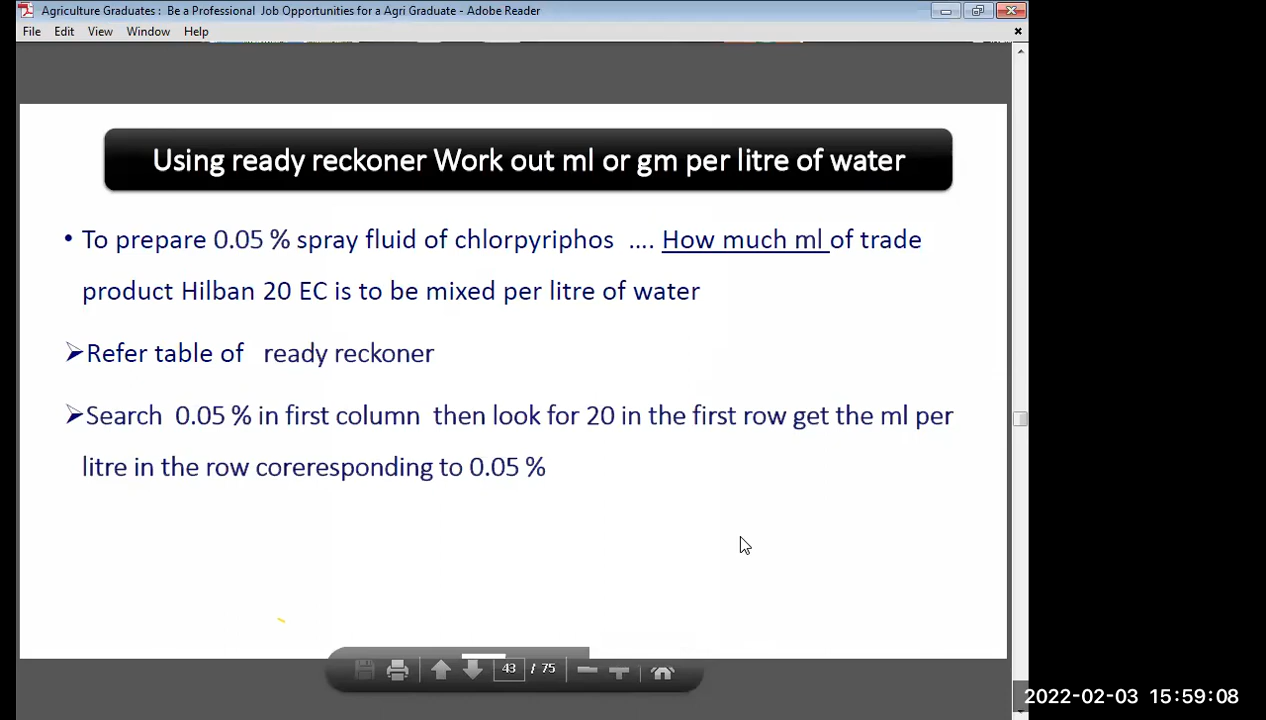 Agriculture Graduates : Be a Professional Job Opportunities for a Agri Graduate - Adobe Reader
File Edit View Window Help
Using ready reckoner Work out ml or gm per litre of water
• To prepare 0.05 % spray fluid of chlorpyriphos .... How much ml of trade
product Hilban 20 EC is to be mixed per litre of water
➢Refer table of ready reckoner
➢Search 0.05 % in first column then look for 20 in the first row get the ml per
litre in the row coreresponding to 0.05 %
43 / 75
2022-02-03 15:59:08